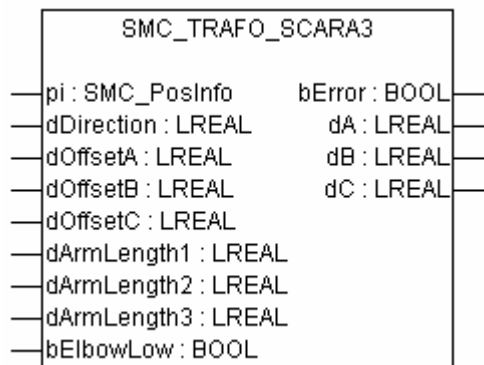 SMC_TRAFO_SCARA3
pi : SMC_PosInfo bError : BOOL
dDirection : LREAL dA : LREAL
dOffsetA : LREAL dB : LREAL
dOffsetB : LREAL dC : LREAL
dOffsetC : LREAL
dArmLength1 : LREAL
dArmLength2 : LREAL
dArmLength3 : LREAL
bElbowLow : BOOL